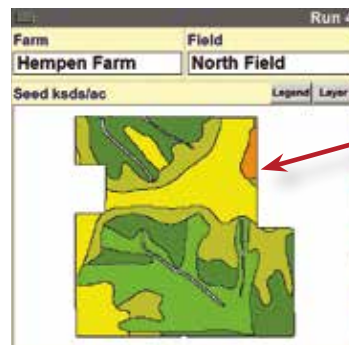 Run 4
Farm Field
Hempen Farm North Field
Seed ksds/ac Legend Layer